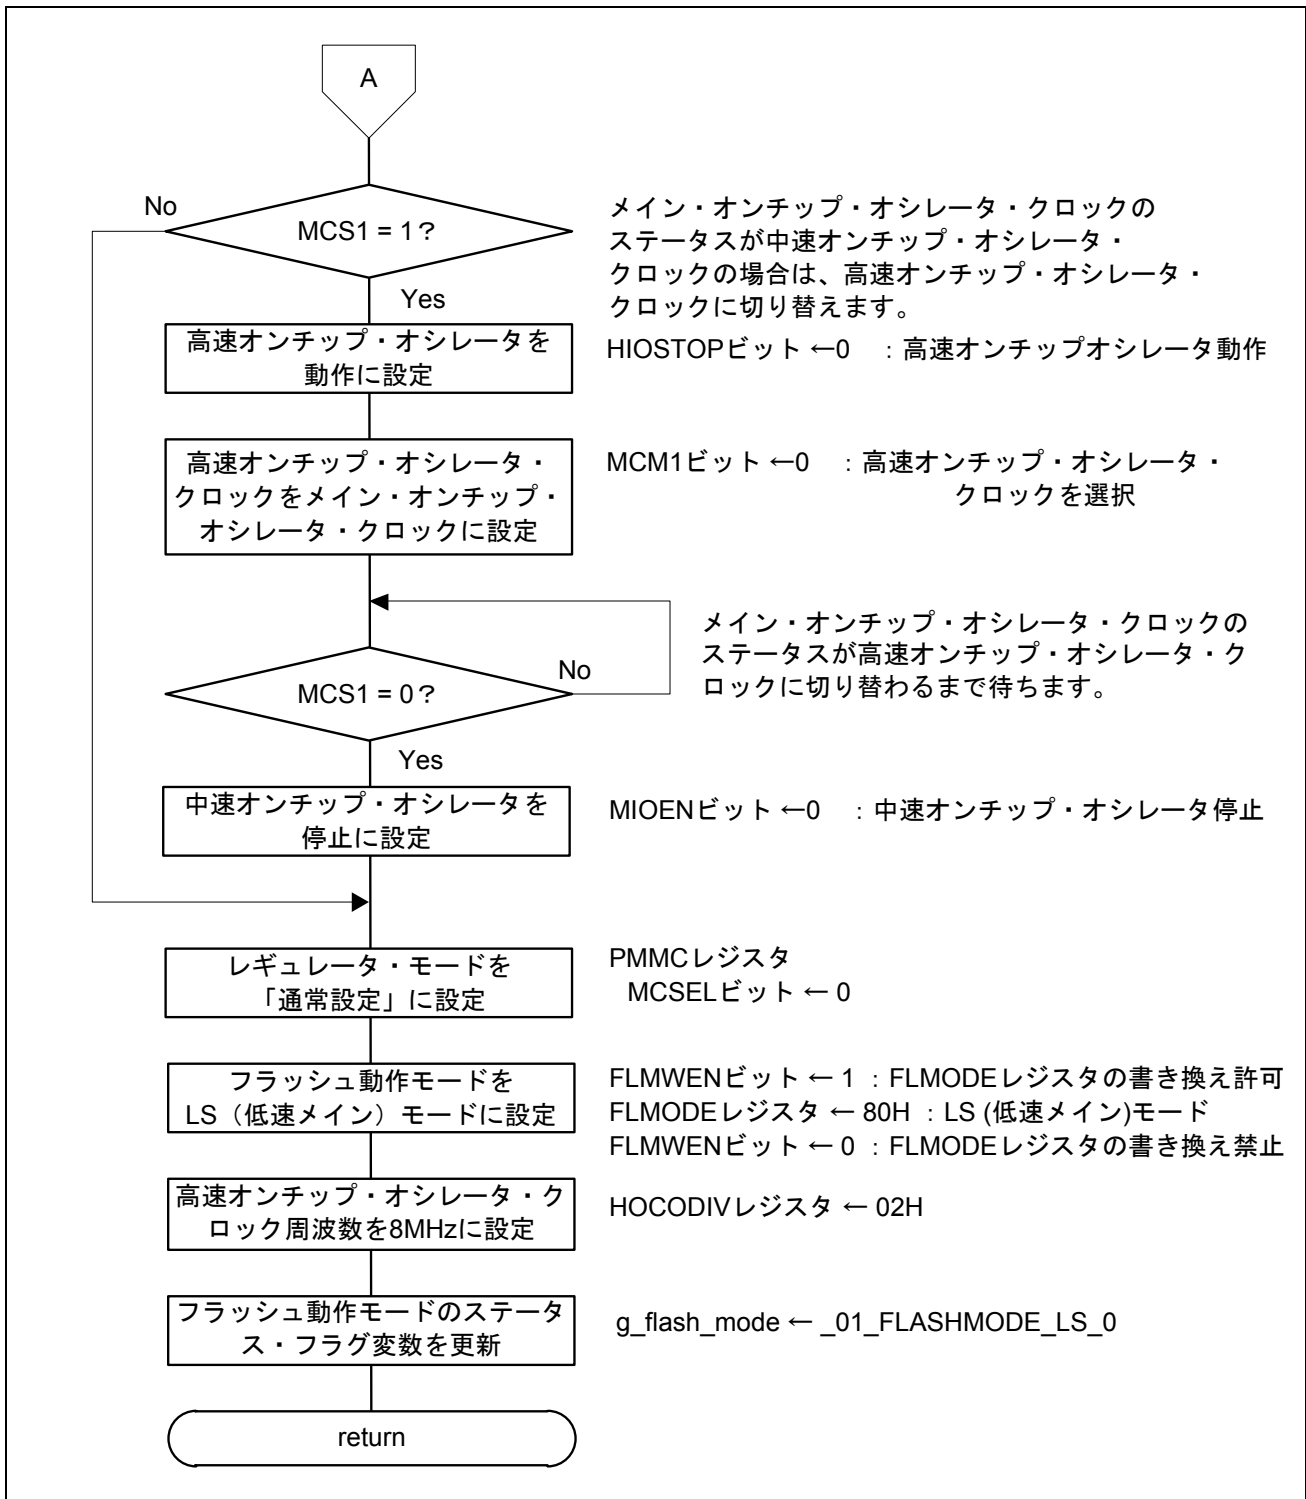 A
No
MCS1 = 1？
メイン・オンチップ・オシレータ・クロックの
ステータスが中速オンチップ・オシレータ・
クロックの場合は、高速オンチップ・オシレータ・
クロックに切り替えます。
Yes
高速オンチップ・オシレータを
動作に設定
HIOSTOPビット ←0 ：高速オンチップオシレータ動作
高速オンチップ・オシレータ・
クロックをメイン・オンチップ・
オシレータ・クロックに設定
MCM1ビット ←0 ：高速オンチップ・オシレータ・
クロックを選択
メイン・オンチップ・オシレータ・クロックの
ステータスが高速オンチップ・オシレータ・ク
ロックに切り替わるまで待ちます。
No
MCS1 = 0？
Yes
中速オンチップ・オシレータを
停止に設定
MIOENビット ←0 ：中速オンチップ・オシレータ停止
レギュレータ・モードを
「通常設定」に設定
PMMCレジスタ
MCSELビット ← 0
フラッシュ動作モードを
LS（低速メイン）モードに設定
FLMWENビット ← 1 ：FLMODEレジスタの書き換え許可
FLMODEレジスタ ← 80H ：LS (低速メイン)モード
FLMWENビット ← 0 ：FLMODEレジスタの書き換え禁止
高速オンチップ・オシレータ・ク
ロック周波数を8MHzに設定
HOCODIVレジスタ ← 02H
フラッシュ動作モードのステータ
ス・フラグ変数を更新
g_flash_mode ← _01_FLASHMODE_LS_0
return